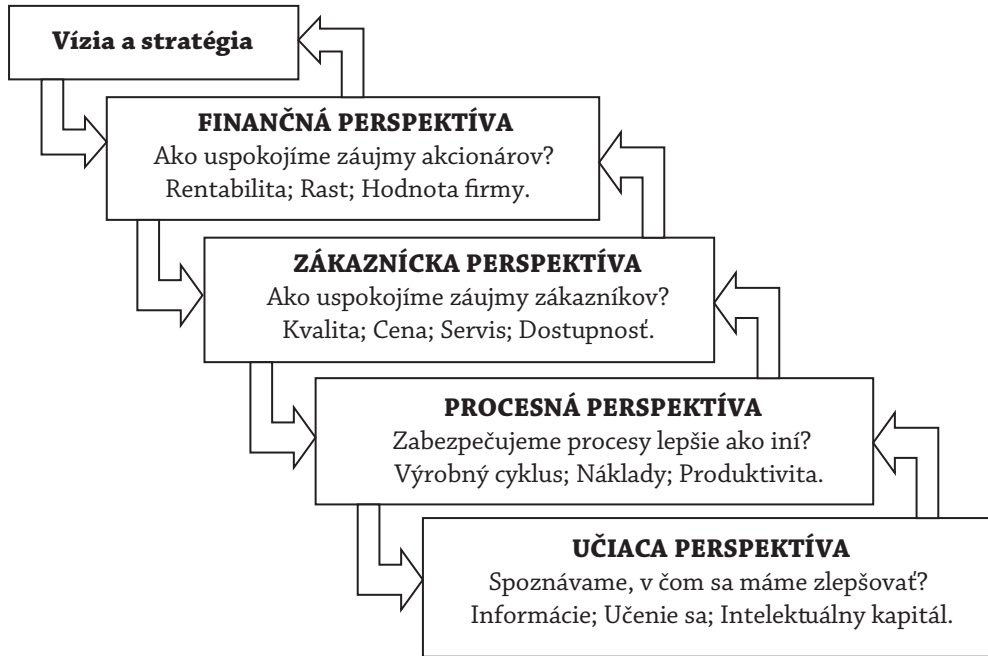 Vízia a stratégia
FINANČNÁ PERSPEKTÍVA
Ako uspokojíme záujmy akcionárov?
Rentabilita; Rast; Hodnota firmy.
ZÁKAZNÍCKA PERSPEKTÍVA
Ako uspokojíme záujmy zákazníkov?
Kvalita; Cena; Servis; Dostupnosť.
PROCESNÁ PERSPEKTÍVA
Zabezpečujeme procesy lepšie ako iní?
Výrobný cyklus; Náklady; Produktivita.
UČIACA PERSPEKTÍVA
Spoznávame, v čom sa máme zlepšovať?
Informácie; Učenie sa; Intelektuálny kapitál.